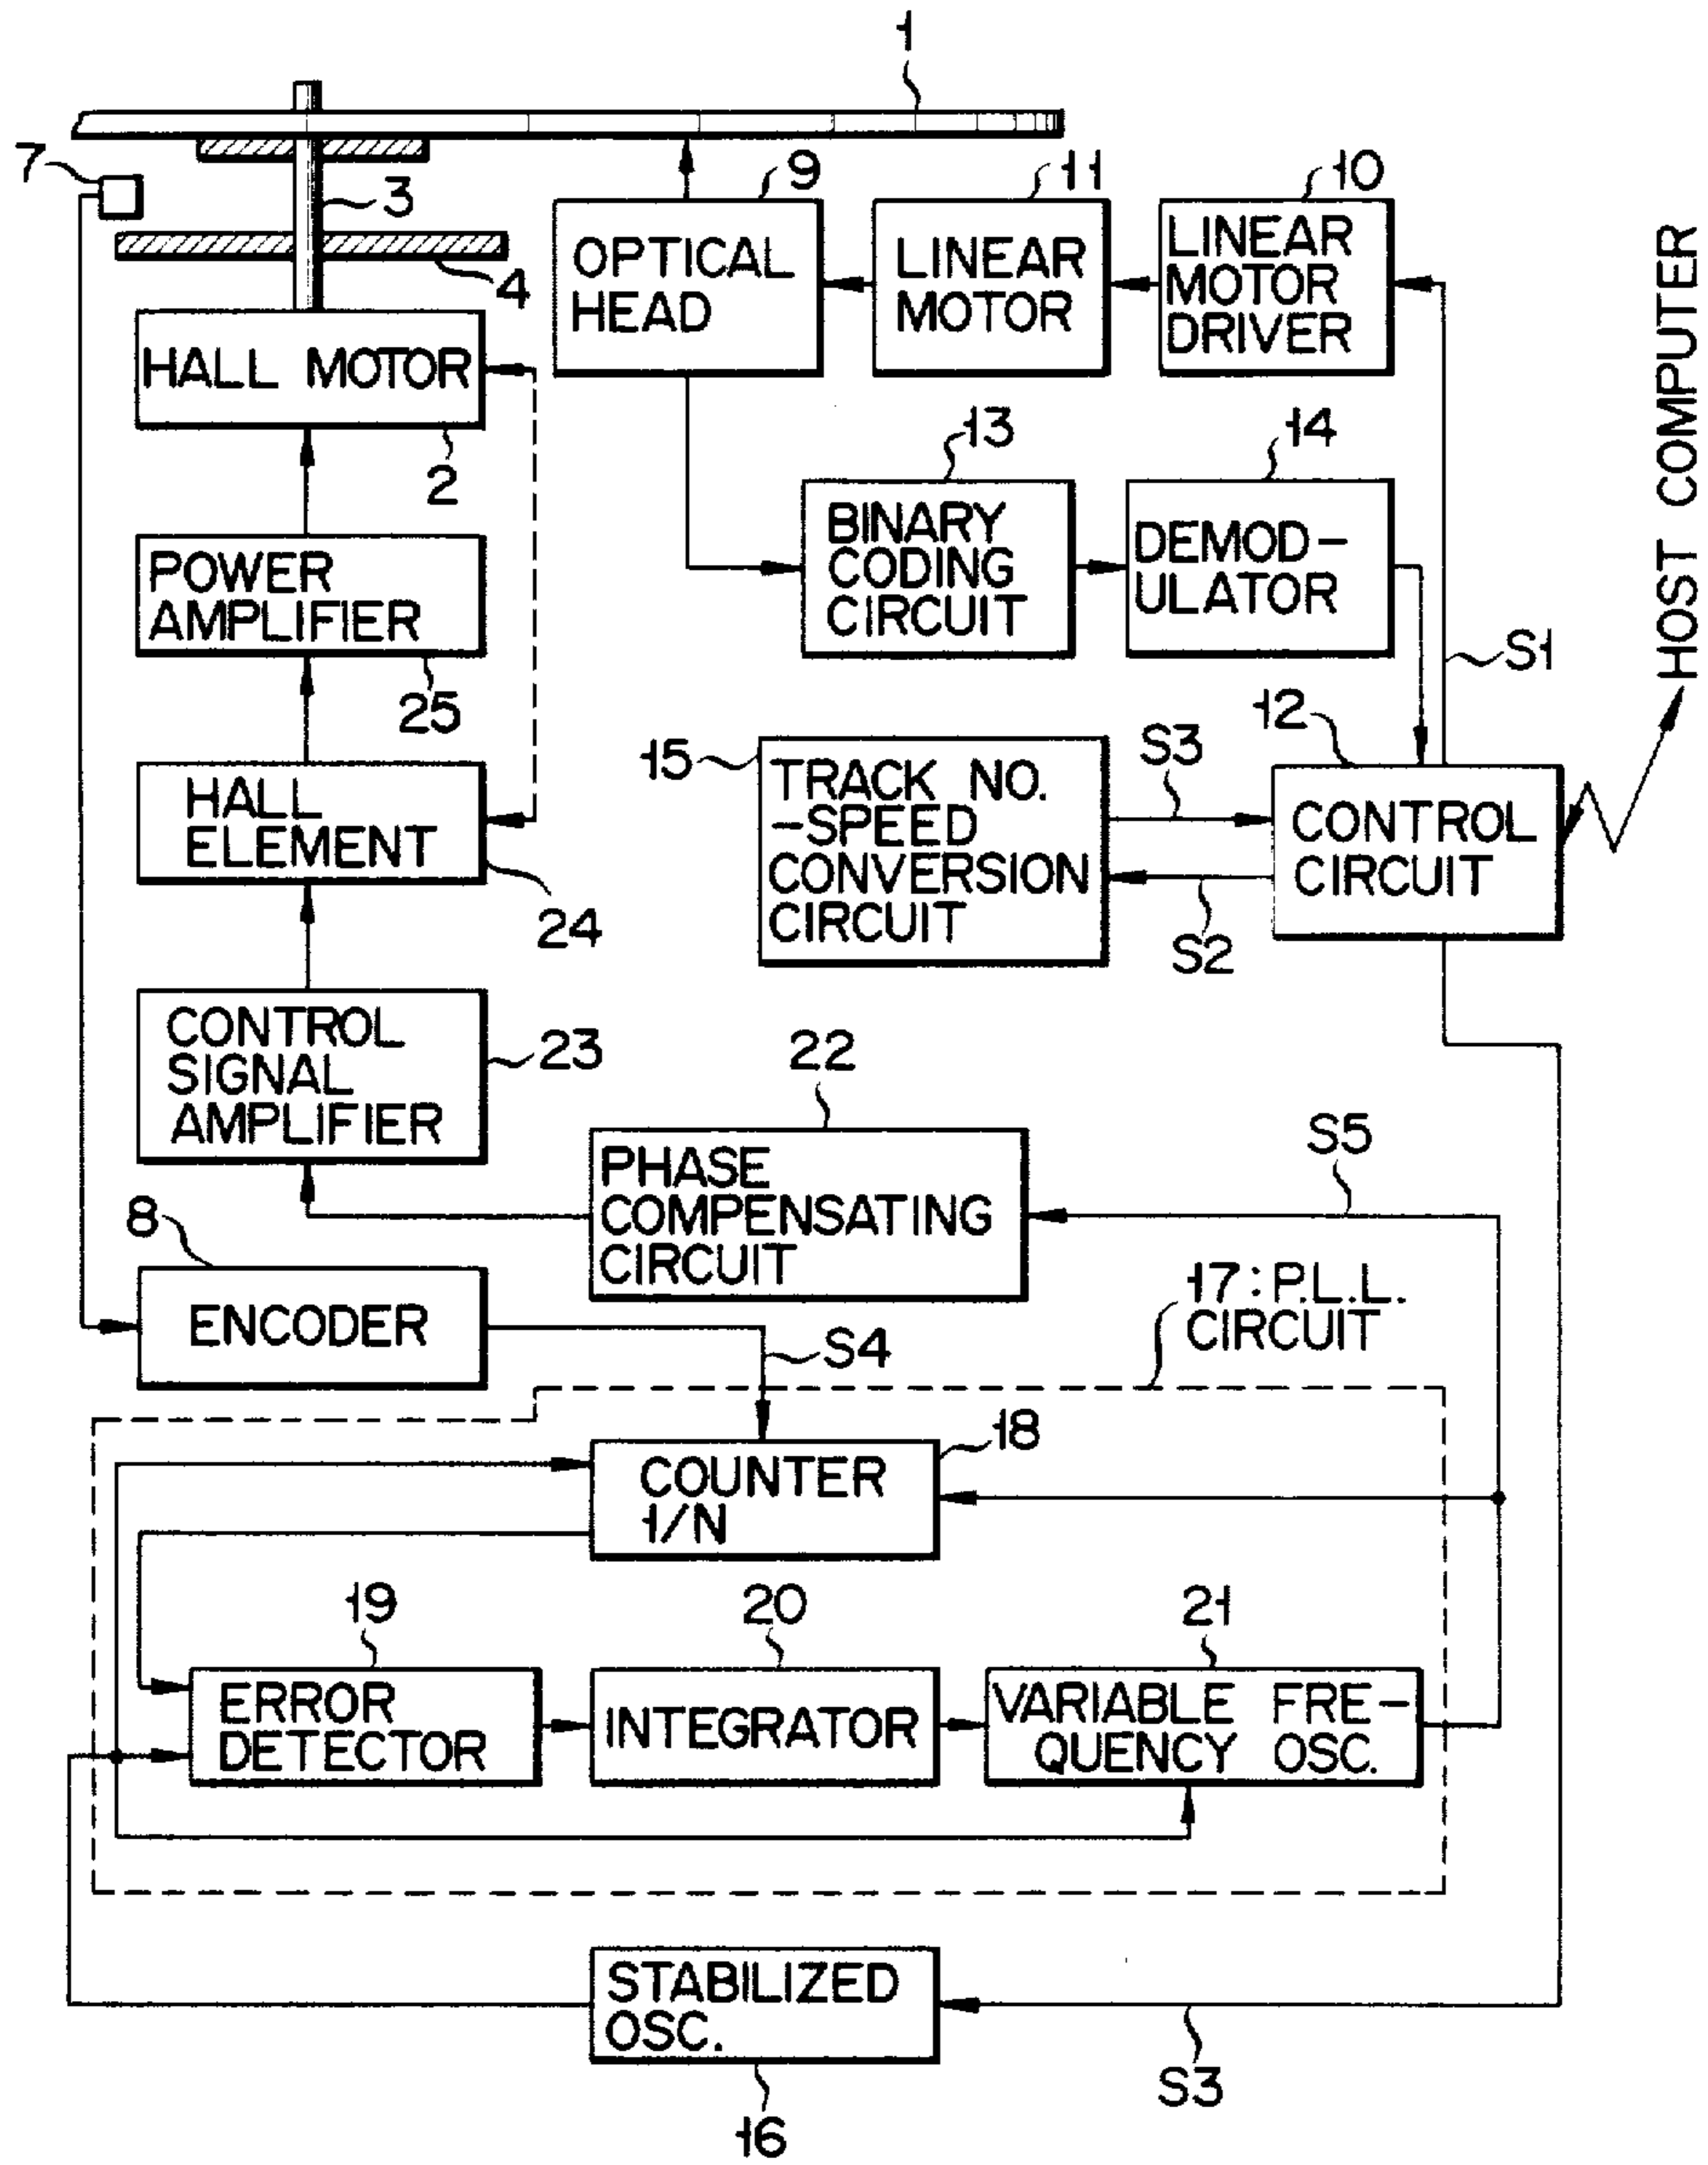 1
7
3
4
9
11
10
OPTICAL
HEAD
LINEAR
MOTOR
LINEAR
MOTOR
DRIVER
HOST COMPUTER
HALL MOTOR
2
13
14
BINARY
CODING
CIRCUIT
DEMOD-
ULATOR
POWER
AMPLIFIER
25
S1
12
15
TRACK NO.
-SPEED
CONVERSION
CIRCUIT
S3
S2
CONTROL
CIRCUIT
HALL
ELEMENT
24
CONTROL
SIGNAL
AMPLIFIER
23
22
PHASE
COMPENSATING
CIRCUIT
S5
8
ENCODER
S4
17: P.L.L.
CIRCUIT
18
COUNTER
1/N
19
20
21
ERROR
DETECTOR
INTEGRATOR
VARIABLE FRE-
QUENCY OSC.
STABILIZED
OSC.
16
S3